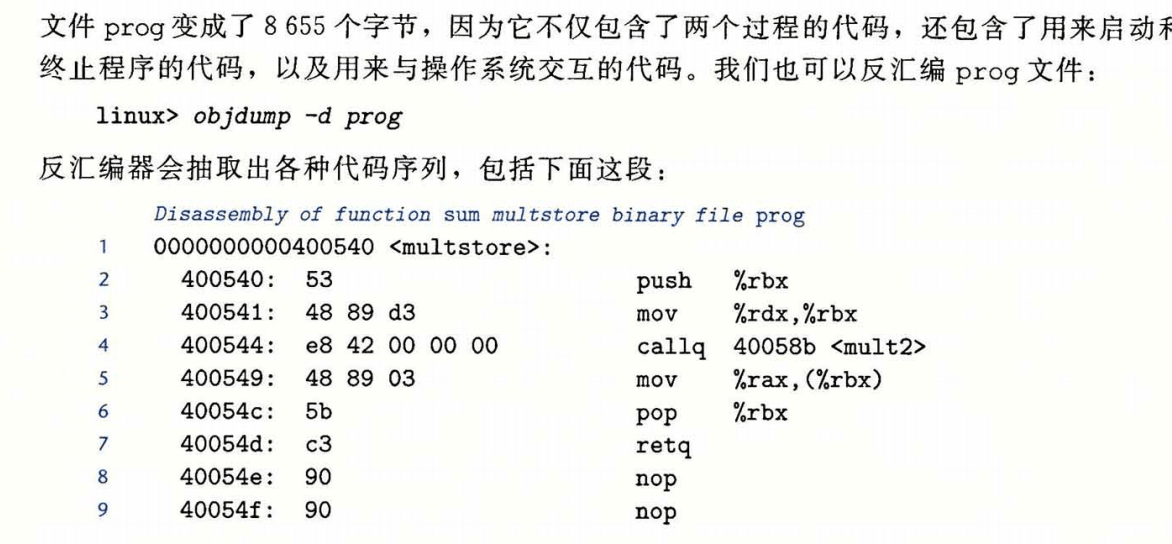 文件 prog 变成了 8 655 个字节，因为它不仅包含了两个过程的代码，还包含了用来启动和
终止程序的代码，以及用来与操作系统交互的代码。我们也可以反汇编 prog 文件：
linux> objdump -d prog
反汇编器会抽取出各种代码序列，包括下面这段：
Disassembly of function sum multstore binary file prog
1 0000000000400540 <multstore>:
2 400540: 53 push %rbx
3 400541: 48 89 d3 mov %rdx,%rbx
4 400544: e8 42 00 00 00 callq 40058b <mult2>
5 400549: 48 89 03 mov %rax,(%rbx)
6 40054c: 5b pop %rbx
7 40054d: c3 retq
8 40054e: 90 nop
9 40054f: 90 nop